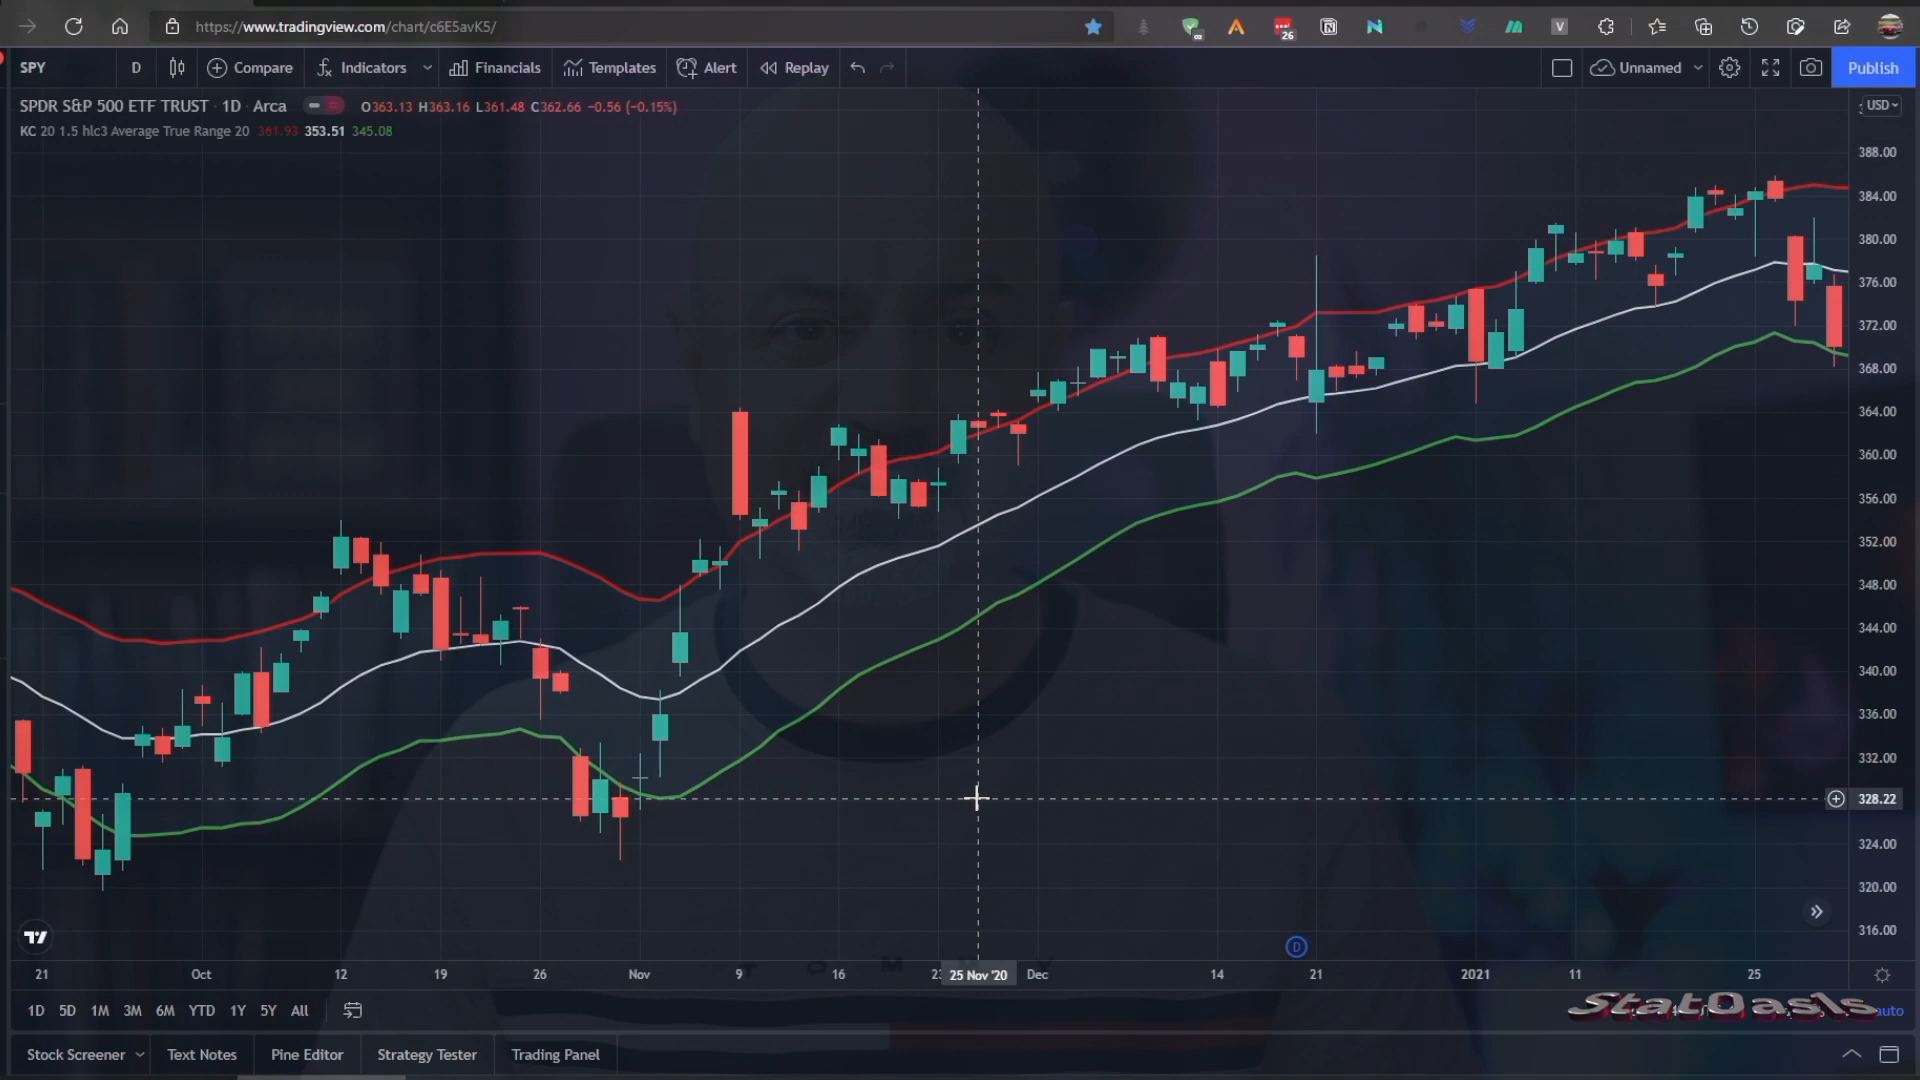 https://www.tradingview.com/chart/c6E5avK5/
26
V
SPY D Compare Indicators Financials Templates Alert Replay Unnamed Publish
SPDR S&P 500 ETF TRUST · 1D · Arca O363.13 H363.16 L361.48 C362.66 −0.56 (−0.15%)
USD
KC 20 1.5 hlc3 Average True Range 20 361.93 353.51 345.08
388.00
384.00
380.00
376.00
372.00
368.00
364.00
360.00
356.00
352.00
348.00
344.00
340.00
336.00
332.00
328.22
324.00
320.00
316.00
D
21 Oct 12 19 26 Nov 9 16 25 Nov '20 Dec 14 21 2021 11 25
1D 5D 1M 3M 6M YTD 1Y 5Y All
StatOasis
auto
Stock Screener Text Notes Pine Editor Strategy Tester Trading Panel